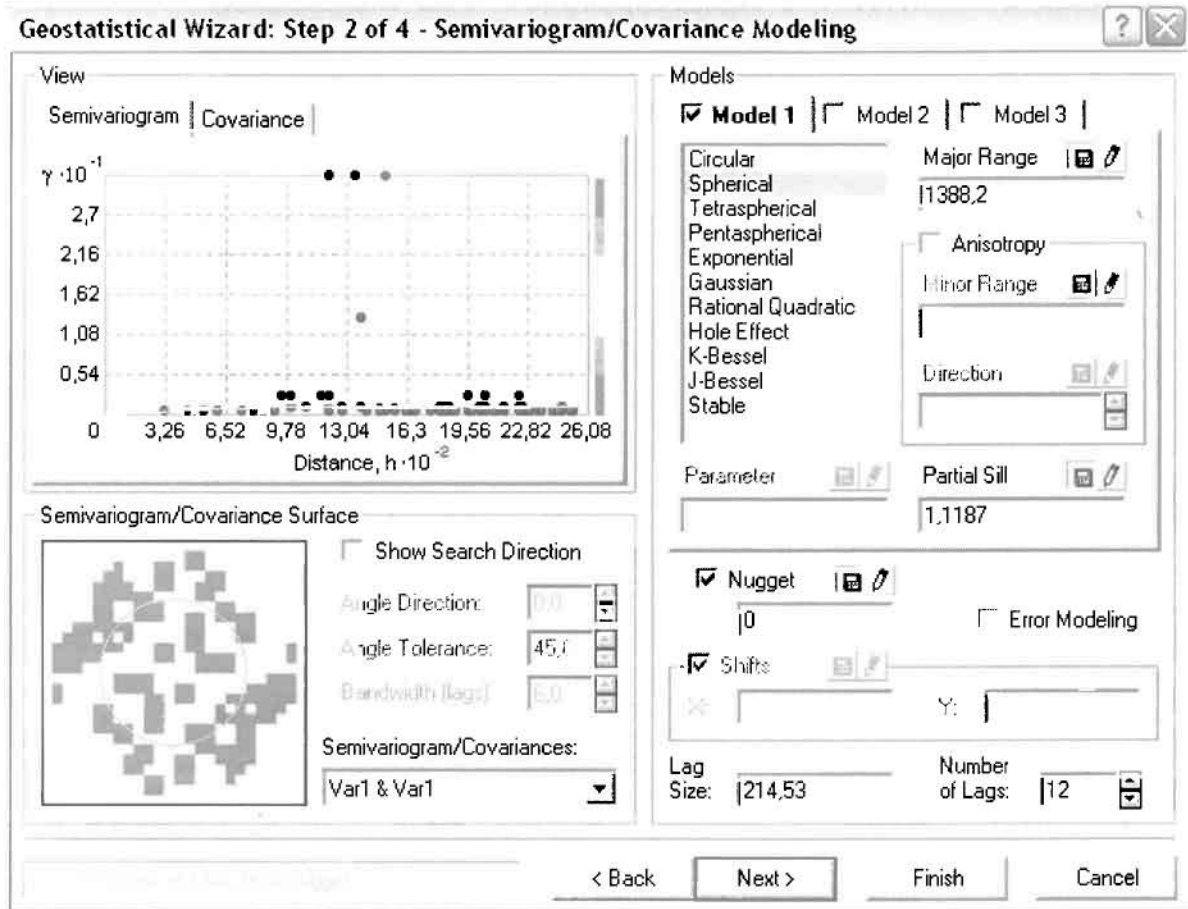 Geostatistical Wizard: Step 2 of 4 - Semivariogram/Covariance Modeling
View
Semivariogram Covariance
γ·10⁻¹
2,7
2,16
1,62
1,08
0,54
0 3,26 6,52 9,78 13,04 16,3 19,56 22,82 26,08
Distance, h·10⁻²
Semivariogram/Covariance Surface
Show Search Direction
Angle Direction: 0,0
Angle Tolerance: 45,
Bandwidth (lags) 6,0
Semivariogram/Covariances:
Var1 & Var1
Models
Model 1 Model 2 Model 3
Circular
Spherical
Tetraspherical
Pentaspherical
Exponential
Gaussian
Rational Quadratic
Hole Effect
K-Bessel
J-Bessel
Stable
Major Range
1388,2
Anisotropy
Minor Range
Direction
Parameter
Partial Sill
1,1187
Nugget
0
Error Modeling
Shifts
X: Y:
Lag Size: 214,53
Number of Lags: 12
< Back Next > Finish Cancel